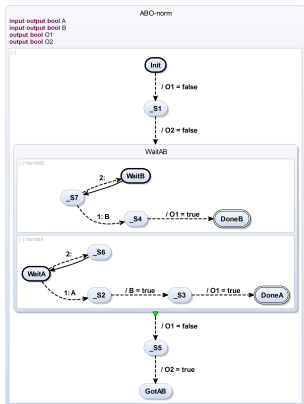 ABO-norm
input output bool A
input output bool B
output bool O1
output bool O2
[-]
Init
/ O1 = false
_S1
/ O2 = false
WaitAB
[-] HandleB
2:
WaitB
_S7
1: B
_S4
/ O1 = true
DoneB
[-] HandleA
2:
_S6
WaitA
1: A
_S2
/ B = true
_S3
/ O1 = true
DoneA
/ O1 = false
_S5
/ O2 = true
GotAB